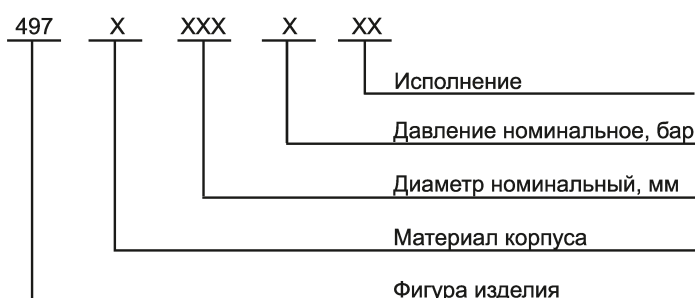 497 X XXX X XX
Исполнение
Давление номинальное, бар
Диаметр номинальный, мм
Материал корпуса
Фигура изделия